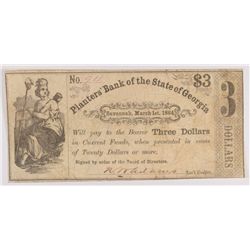 No.
$3
Planters' Bank of the State of Georgia
Savannah, March 1st, 1864.
Will pay to the Bearer Three Dollars
in Current Funds, when presented in sums
of Twenty Dollars or more.
Signed by order of the Board of Directors.
3
DOLLARS